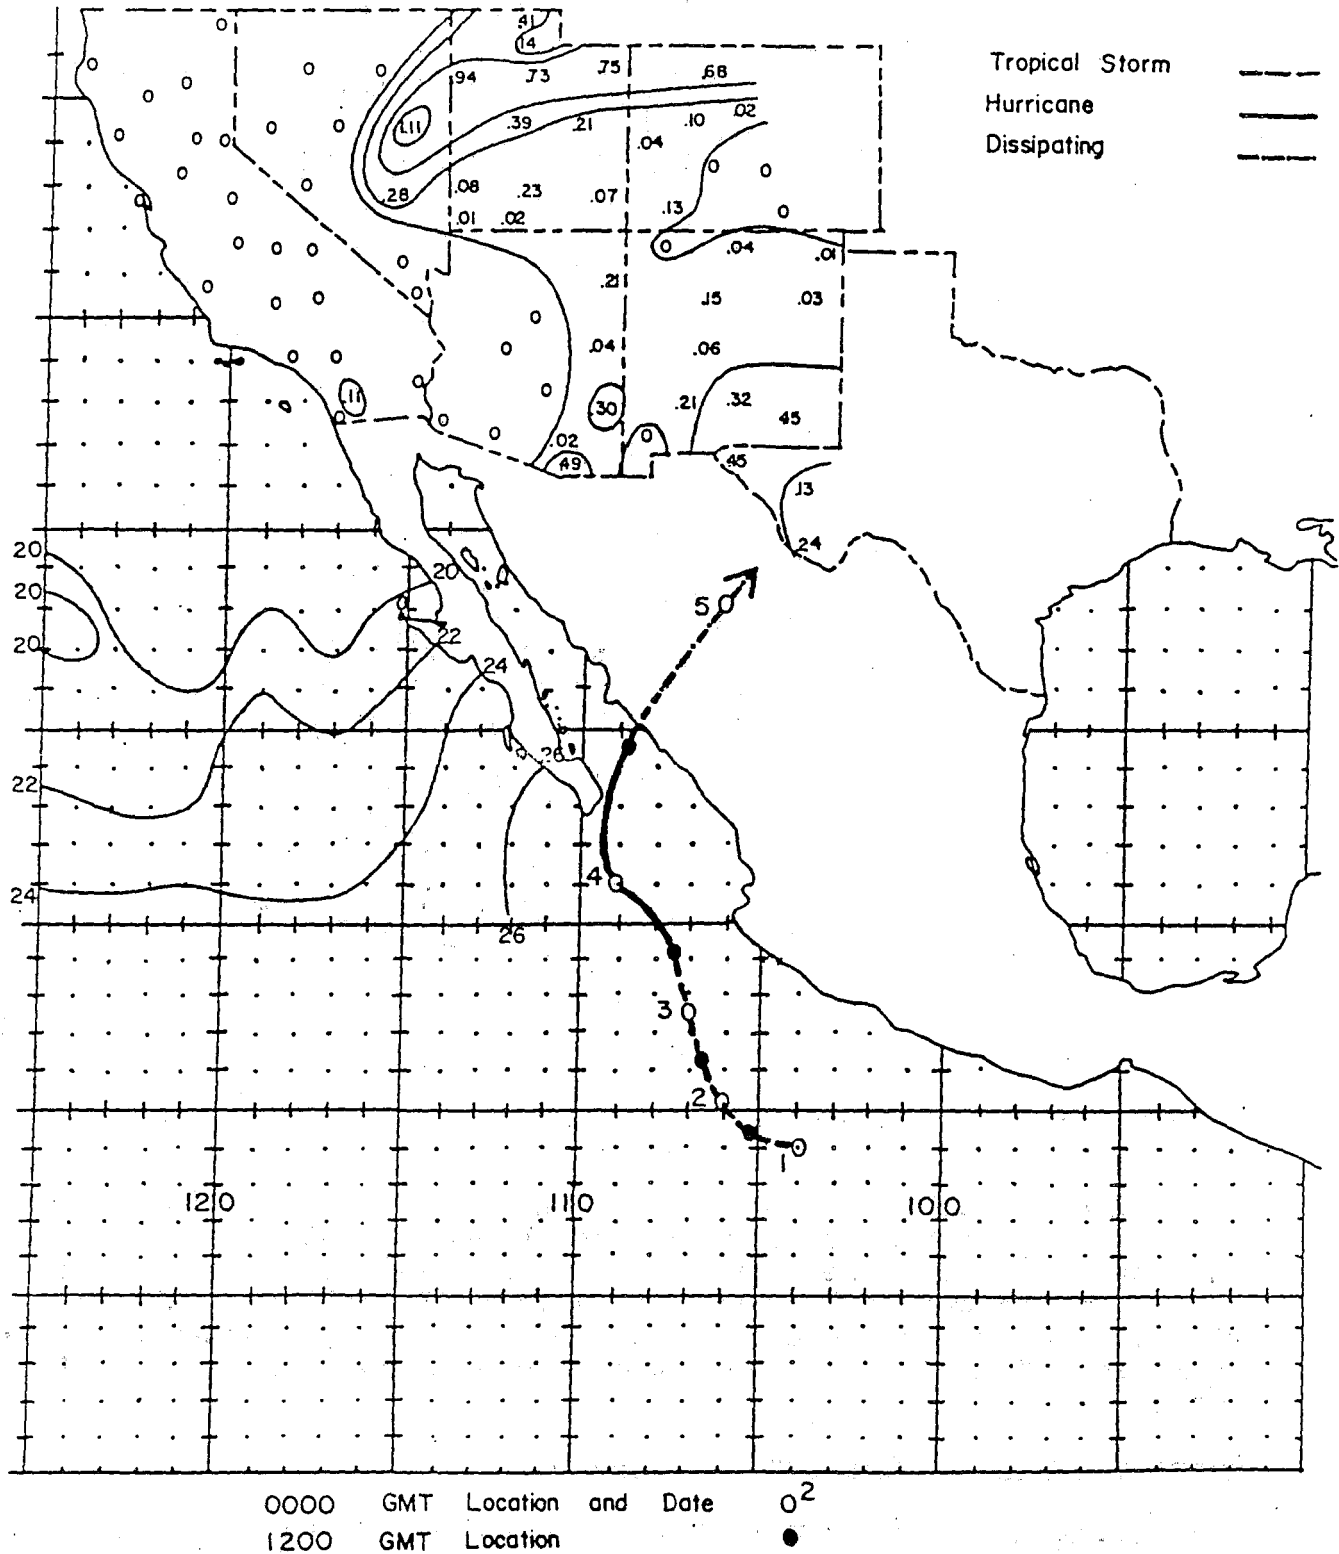 .41
.14
Tropical Storm
.94 .73 .75 .68
Hurricane
1.11 .39 .21 .10 .02
Dissipating
.04
.28 .08 .23 .07 .13
.01 .02
.04 .01
.21 .15 .03
.04 .06
.11 .30 .21 .32
.45
.02
.49 .45
.13
.24
20
20
20
5
20
22
24
.26
22
4
24
26
3
2
1
120 110 100
0000 GMT Location and Date O2
1200 GMT Location